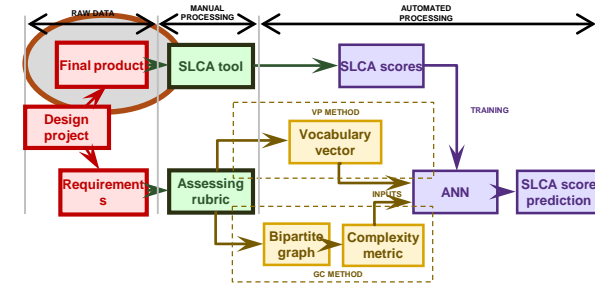 RAW DATA
MANUAL
PROCESSING
AUTOMATED
PROCESSING
Final product
SLCA tool
SLCA scores
Design
project
VP METHOD
TRAINING
Vocabulary
vector
Requirement
s
Assessing
rubric
INPUTS
ANN
SLCA score
prediction
Bipartite
graph
Complexity
metric
GC METHOD